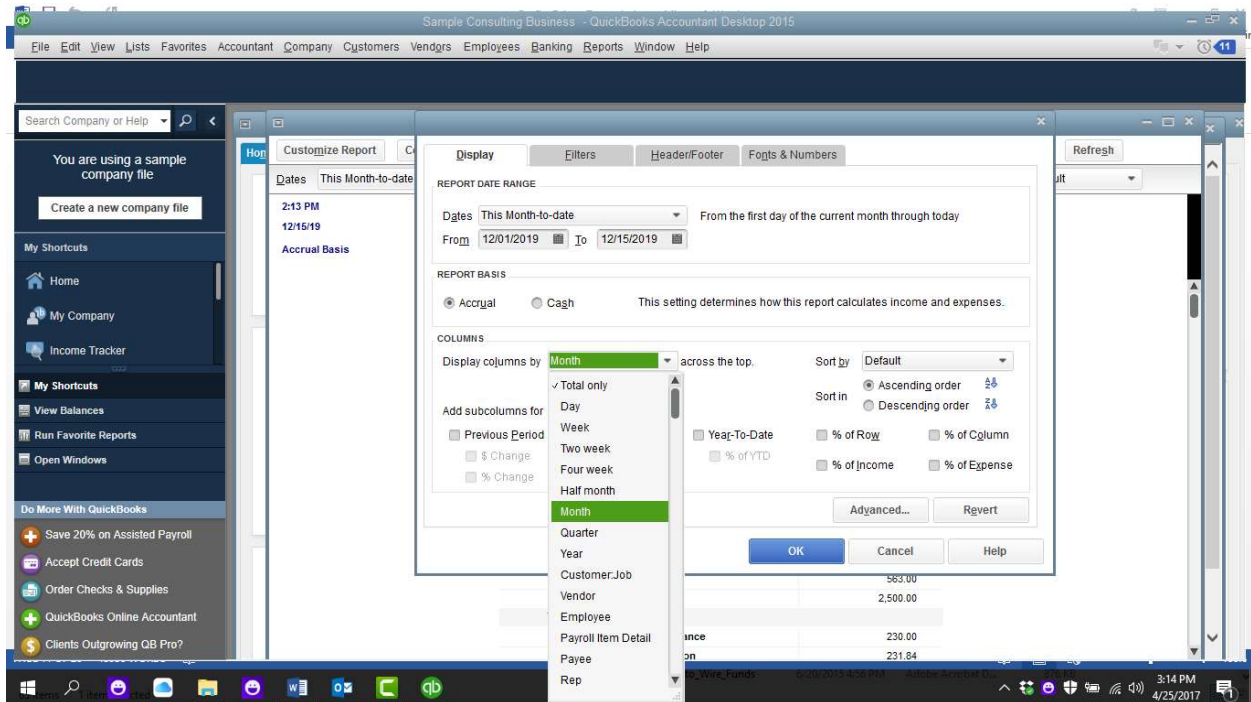 Sample Consulting Business - QuickBooks Accountant Desktop 2015
File Edit View Lists Favorites Accountant Company Customers Vendors Employees Banking Reports Window Help
11
Search Company or Help
You are using a sample
company file
Create a new company file
My Shortcuts
Home
My Company
Income Tracker
My Shortcuts
View Balances
Run Favorite Reports
Open Windows
Do More With QuickBooks
Save 20% on Assisted Payroll
Accept Credit Cards
Order Checks & Supplies
QuickBooks Online Accountant
Clients Outgrowing QB Pro?
Customize Report
Refresh
Dates This Month-to-date
2:13 PM
12/15/19
Accrual Basis
Display Filters Header/Footer Fonts & Numbers
REPORT DATE RANGE
Dates This Month-to-date From the first day of the current month through today
From 12/01/2019 To 12/15/2019
REPORT BASIS
Accrual Cash This setting determines how this report calculates income and expenses.
COLUMNS
Display columns by Month across the top. Sort by Default
Sort in Ascending order
Descending order
Add subcolumns for
Previous Period Year-To-Date % of Row % of Column
$ Change % of YTD
% Change % of Income % of Expense
Total only
Day
Week
Two week
Four week
Half month
Month
Quarter
Year
Customer:Job
Vendor
Employee
Payroll Item Detail
Payee
Rep
Advanced... Revert
OK Cancel Help
563.00
2,500.00
230.00
231.84
3:14 PM
4/25/2017